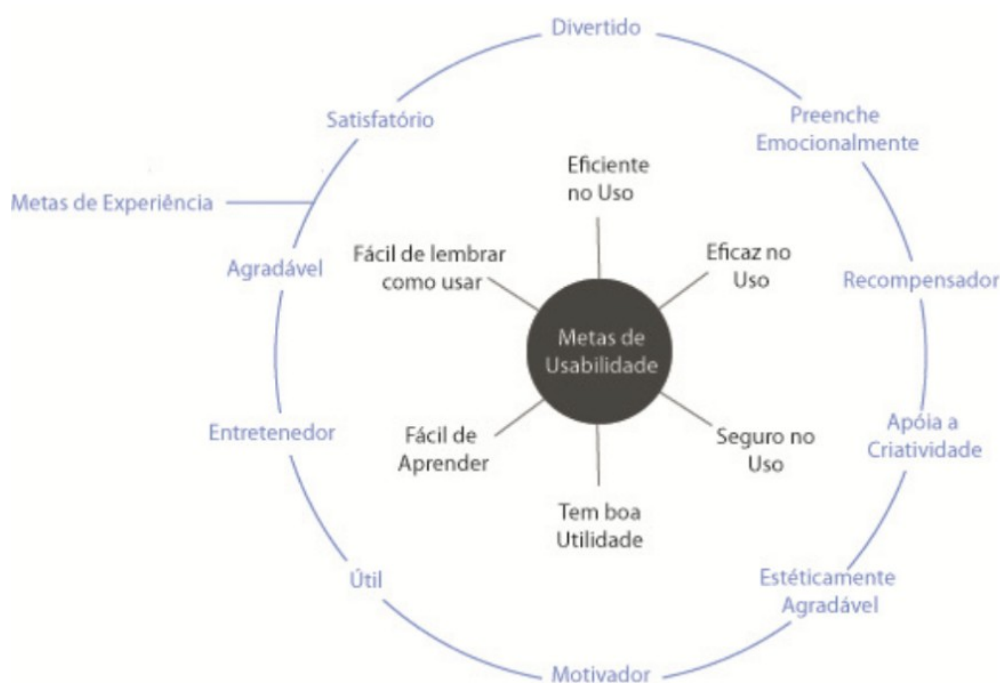 Divertido
Satisfatório
Preenche
Emocionalmente
Eficiente
no Uso
Metas de Experiência
Agradável
Fácil de lembrar
como usar
Eficaz no
Uso
Recompensador
Metas de
Usabilidade
Entretenedor
Fácil de
Aprender
Seguro no
Uso
Apóia a
Criatividade
Tem boa
Utilidade
Útil
Estéticamente
Agradável
Motivador